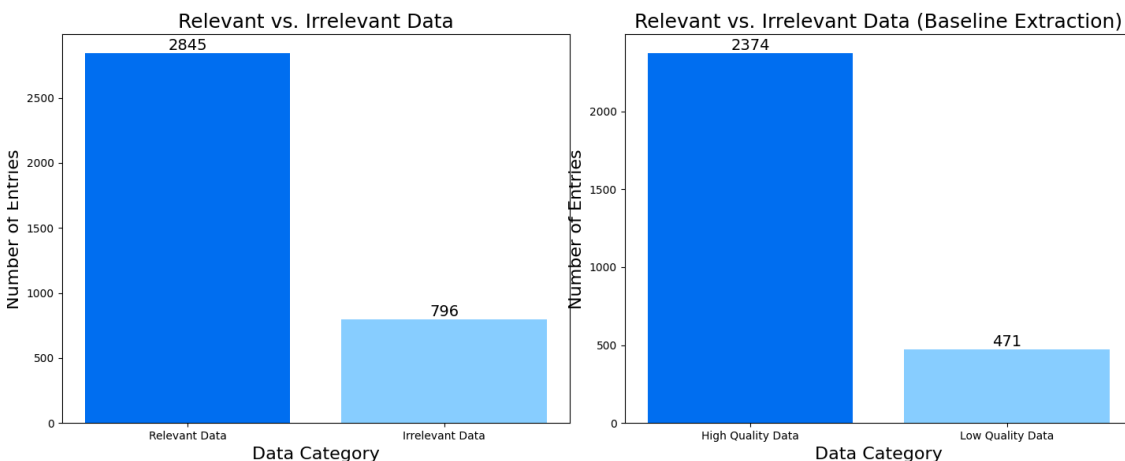 Relevant vs. Irrelevant Data
2845
796
2500
2000
1500
1000
500
0
Number of Entries
Relevant Data
Irrelevant Data
Data Category
Relevant vs. Irrelevant Data (Baseline Extraction)
2374
471
2000
1500
1000
500
0
Number of Entries
High Quality Data
Low Quality Data
Data Category